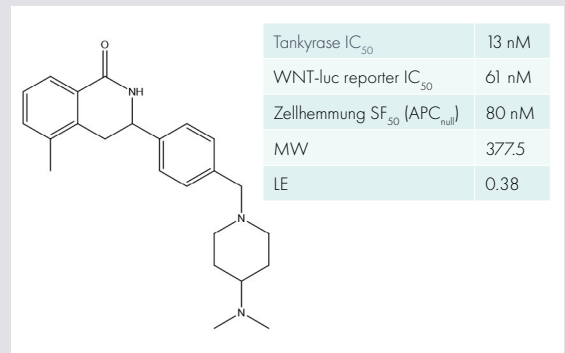 O
NH
N
N
Tankyrase IC50 13 nM
WNT-luc reporter IC50 61 nM
Zellhemmung SF50 (APCnull) 80 nM
MW 377.5
LE 0.38